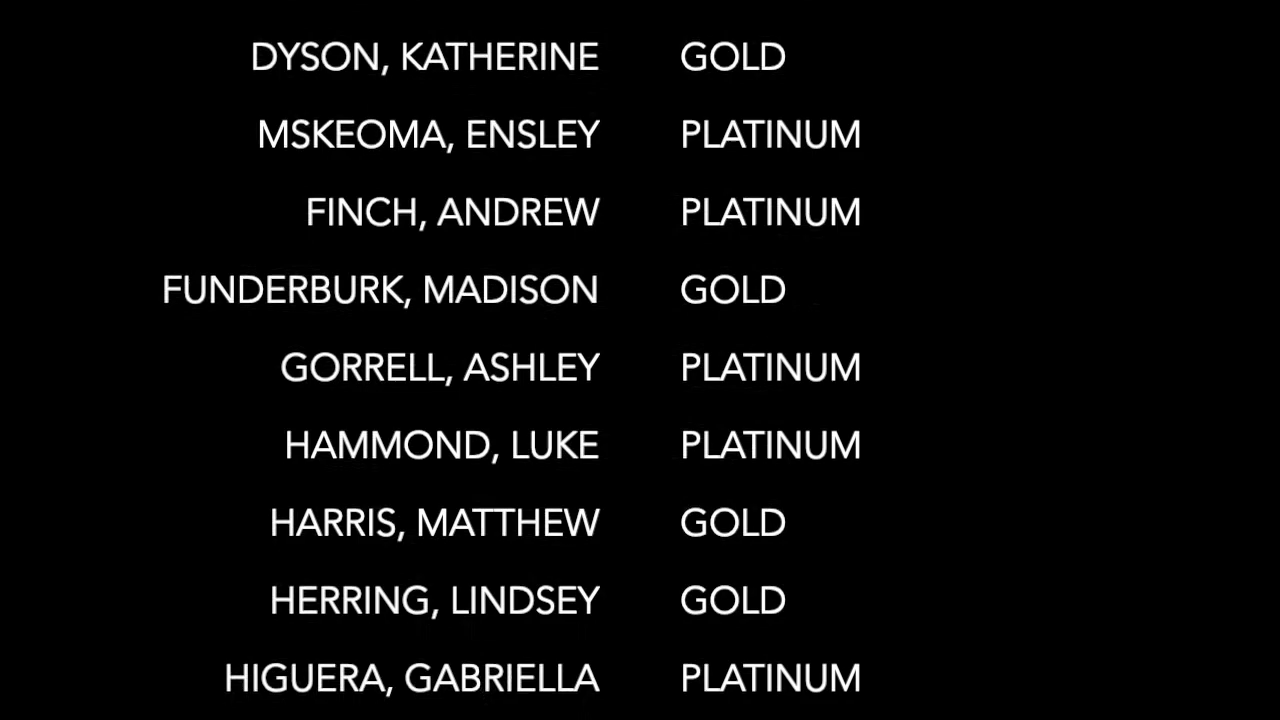 DYSON, KATHERINE GOLD
MSKEOMA, ENSLEY PLATINUM
FINCH, ANDREW PLATINUM
FUNDERBURK, MADISON GOLD
GORRELL, ASHLEY PLATINUM
HAMMOND, LUKE PLATINUM
HARRIS, MATTHEW GOLD
HERRING, LINDSEY GOLD
HIGUERA, GABRIELLA PLATINUM